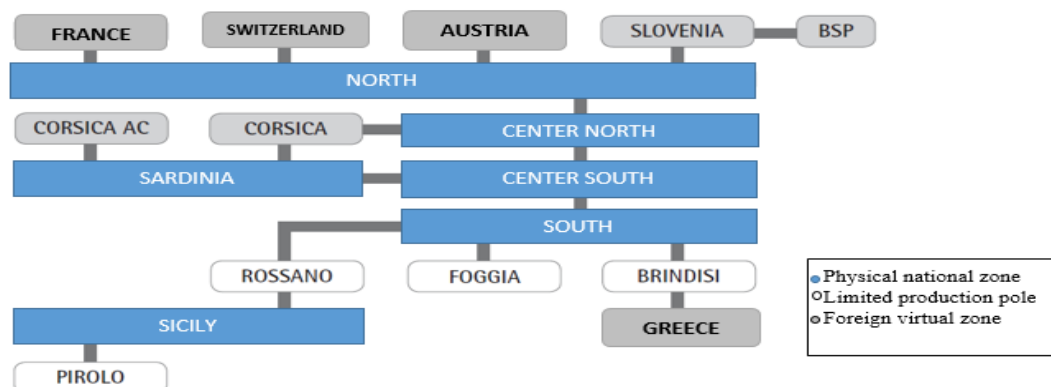 FRANCE
SWITZERLAND
AUSTRIA
SLOVENIA
BSP
NORTH
CORSICA AC
CORSICA
CENTER NORTH
SARDINIA
CENTER SOUTH
SOUTH
ROSSANO
FOGGIA
BRINDISI
Physical national zone
Limited production pole
Foreign virtual zone
SICILY
GREECE
PIROLO